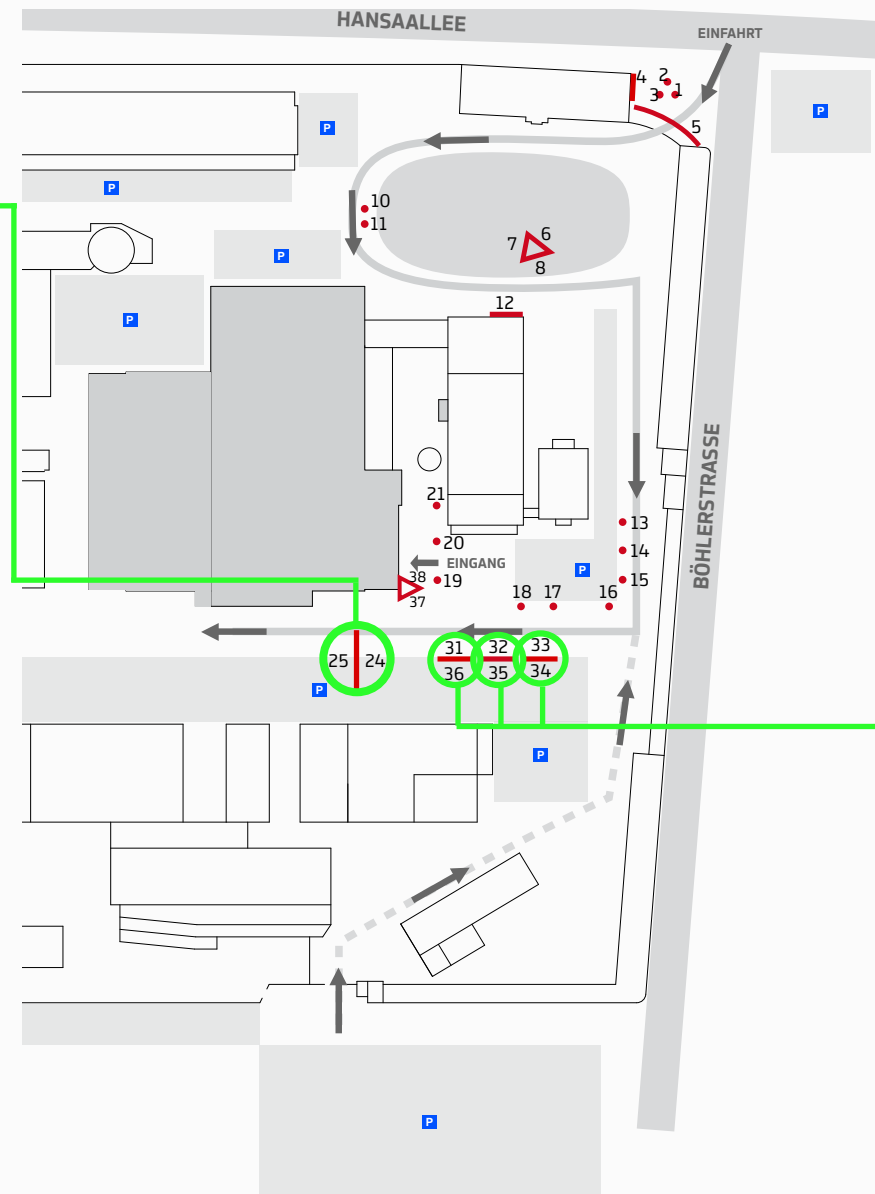 HANSAALLEE
EINFAHRT
4 2
3 1
5
P
P
P
10
11
6
7
8
P
P
12
BÖHLERSTRASSE
21
13
20
14
EINGANG
P
38
19
15
37
18 17 16
25 24
31 32 33
36 35 34
P
P
P